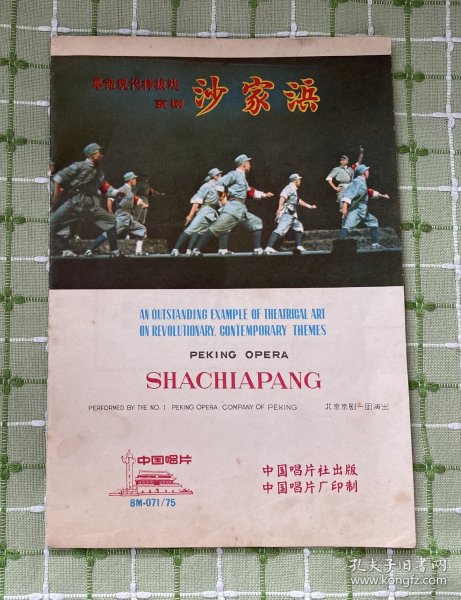 革命现代样板戏
京剧 沙家浜
AN OUTSTANDING EXAMPLE OF THEATRICAL ART
ON REVOLUTIONARY, CONTEMPORARY THEMES
PEKING OPERA
SHACHIAPANG
PERFORMED BY THE NO. 1 PEKING OPERA COMPANY OF PEKING 北京京剧一团演出
中国唱片
BM-071/75
中国唱片社出版
中国唱片厂印制
孔夫子旧书网
www.kongfz.com